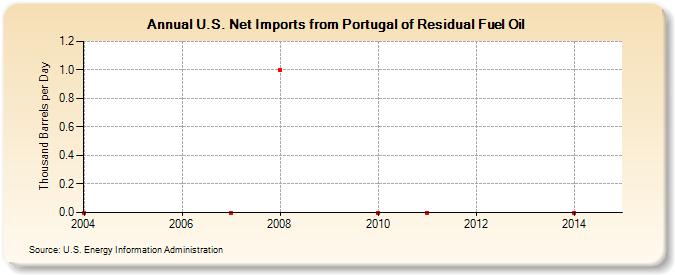 Annual U.S. Net Imports from Portugal of Residual Fuel Oil
Thousand Barrels per Day
1.2
1.0
0.8
0.6
0.4
0.2
0.0
2004 2006 2008 2010 2012 2014
Source: U.S. Energy Information Administration